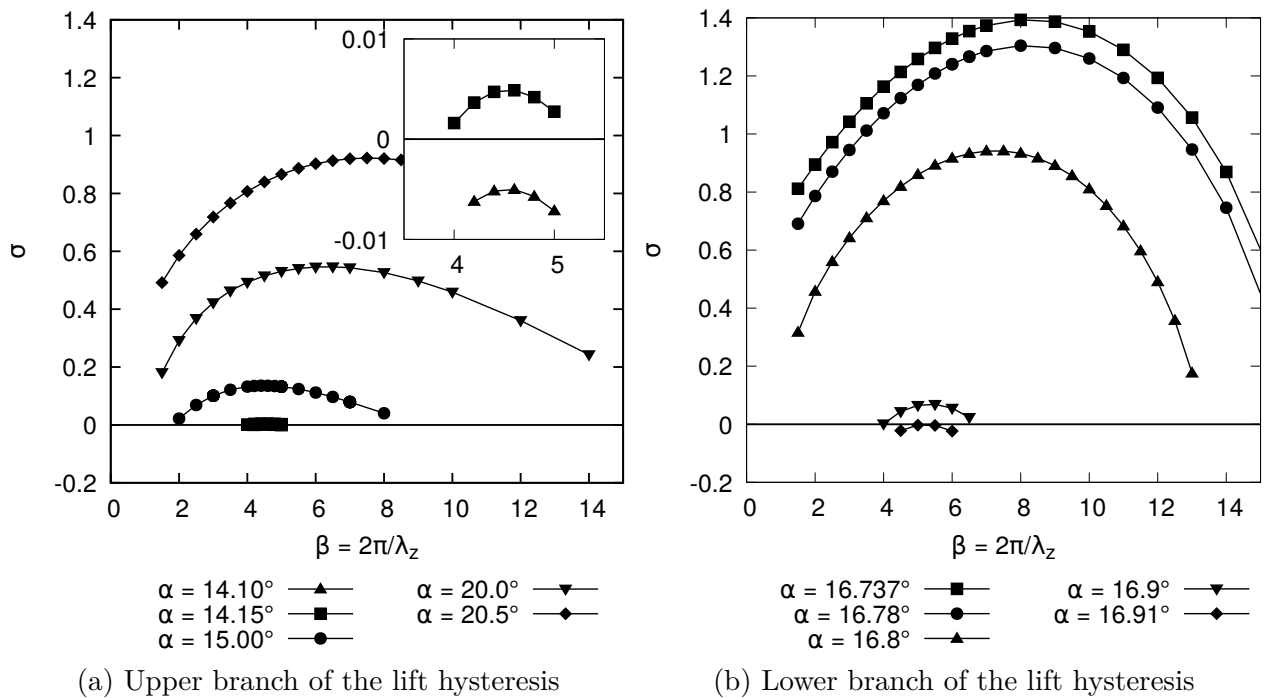 1.4
1.2
1
0.8
0.6
0.4
0.2
0
-0.2
σ
0 2 4 6 8 10 12 14
β = 2π/λz
0.01
0
-0.01
4 5
α = 14.10°
α = 14.15°
α = 15.00°
α = 20.0°
α = 20.5°
(a) Upper branch of the lift hysteresis
1.4
1.2
1
0.8
0.6
0.4
0.2
0
-0.2
σ
0 2 4 6 8 10 12 14
β = 2π/λz
α = 16.737°
α = 16.78°
α = 16.8°
α = 16.9°
α = 16.91°
(b) Lower branch of the lift hysteresis